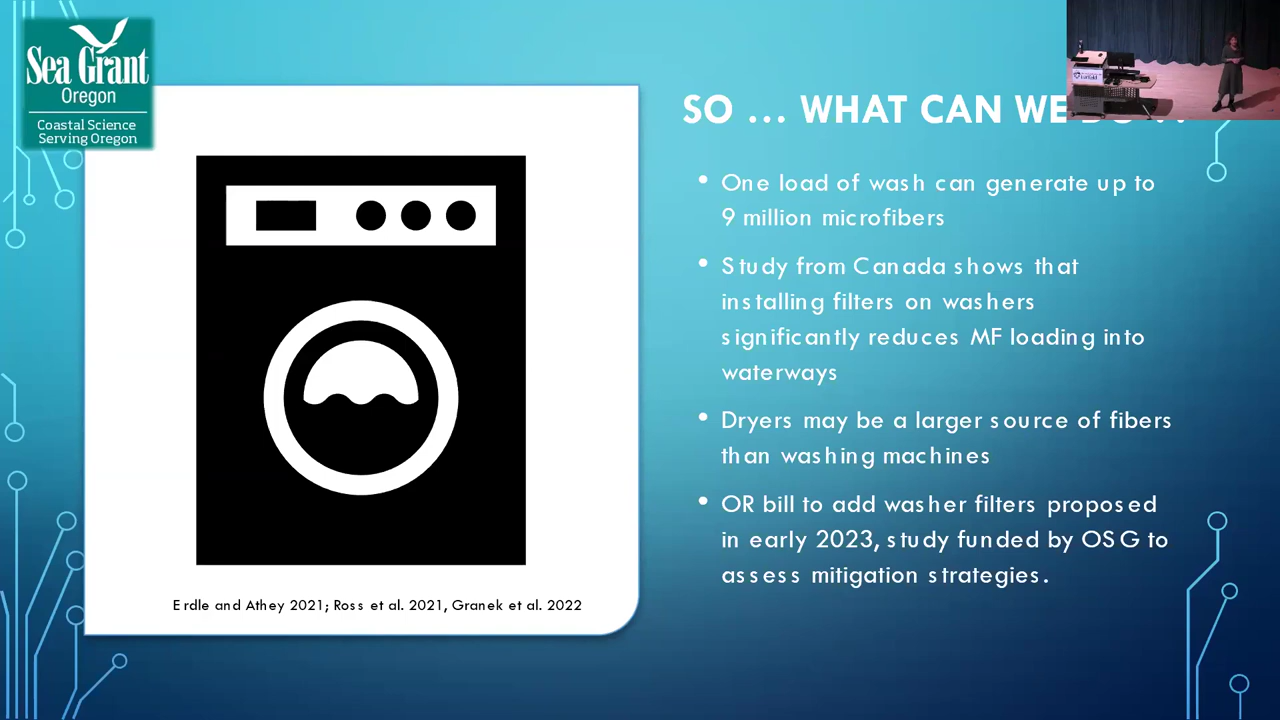 Sea Grant
Oregon
Coastal Science
Serving Oregon
SO ... WHAT CAN WE
• One load of wash can generate up to
9 million microfibers
• Study from Canada shows that
installing filters on washers
significantly reduces MF loading into
waterways
• Dryers may be a larger source of fibers
than washing machines
• OR bill to add washer filters proposed
in early 2023, study funded by OSG to
assess mitigation strategies.
Erdle and Athey 2021; Ross et al. 2021, Granek et al. 2022